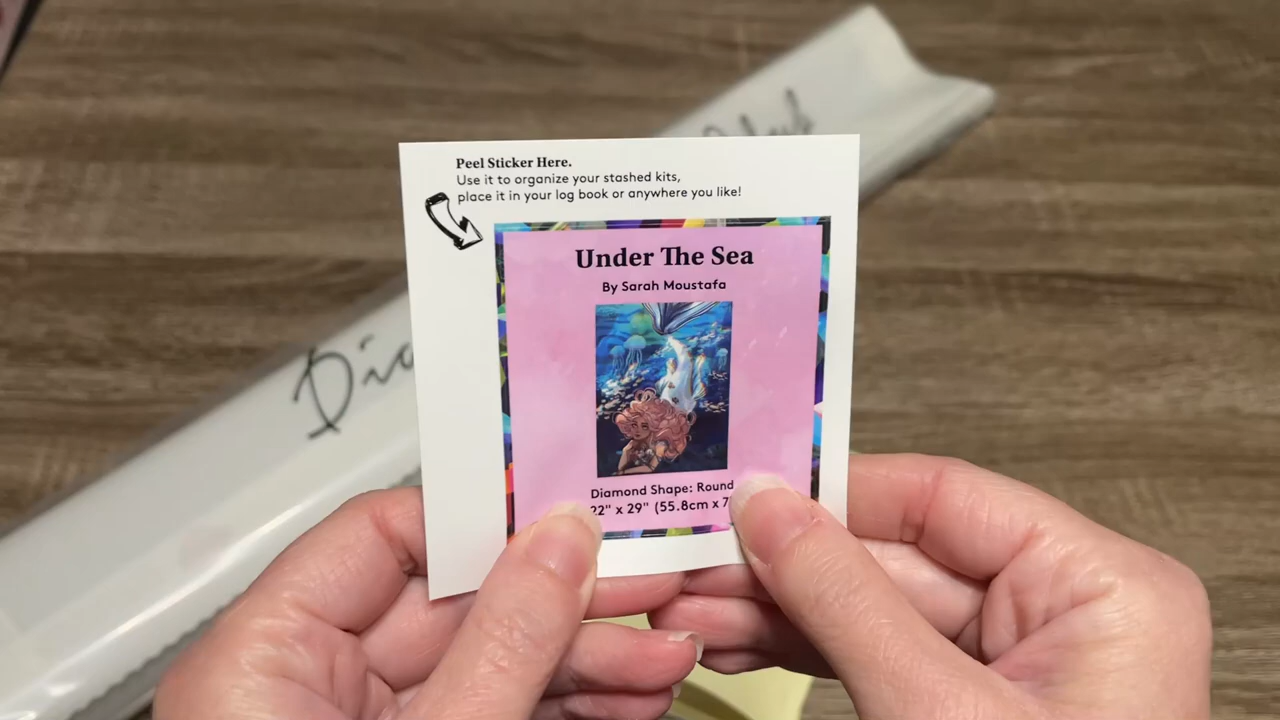 Peel Sticker Here.
Use it to organize your stashed kits,
place it in your log book or anywhere you like!
Under The Sea
By Sarah Moustafa
Diamond Shape: Round
22" x 29" (55.8cm x 7